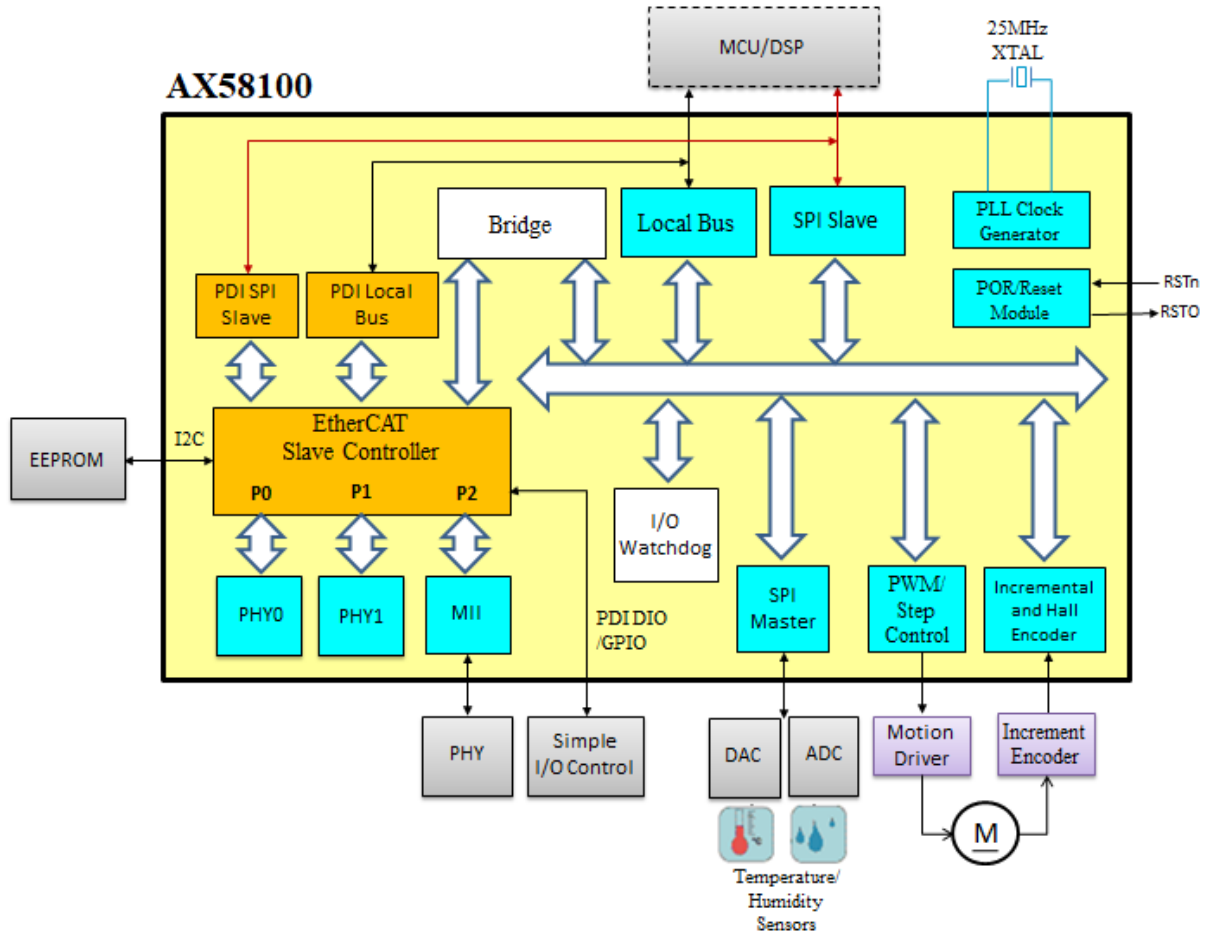 MCU/DSP
25MHz
XTAL
AX58100
Bridge
Local Bus
SPI Slave
PLL Clock
Generator
PDI SPI
Slave
PDI Local
Bus
POR/Reset
Module
RSTn
RSTO
EEPROM
I2C
EtherCAT
Slave Controller
P0
P1
P2
I/O
Watchdog
PHY0
PHY1
MII
PDI DIO
/GPIO
SPI
Master
PWM/
Step
Control
Incremental
and Hall
Encoder
PHY
Simple
I/O Control
DAC
ADC
Motion
Driver
Increment
Encoder
M
Temperature/
Humidity
Sensors